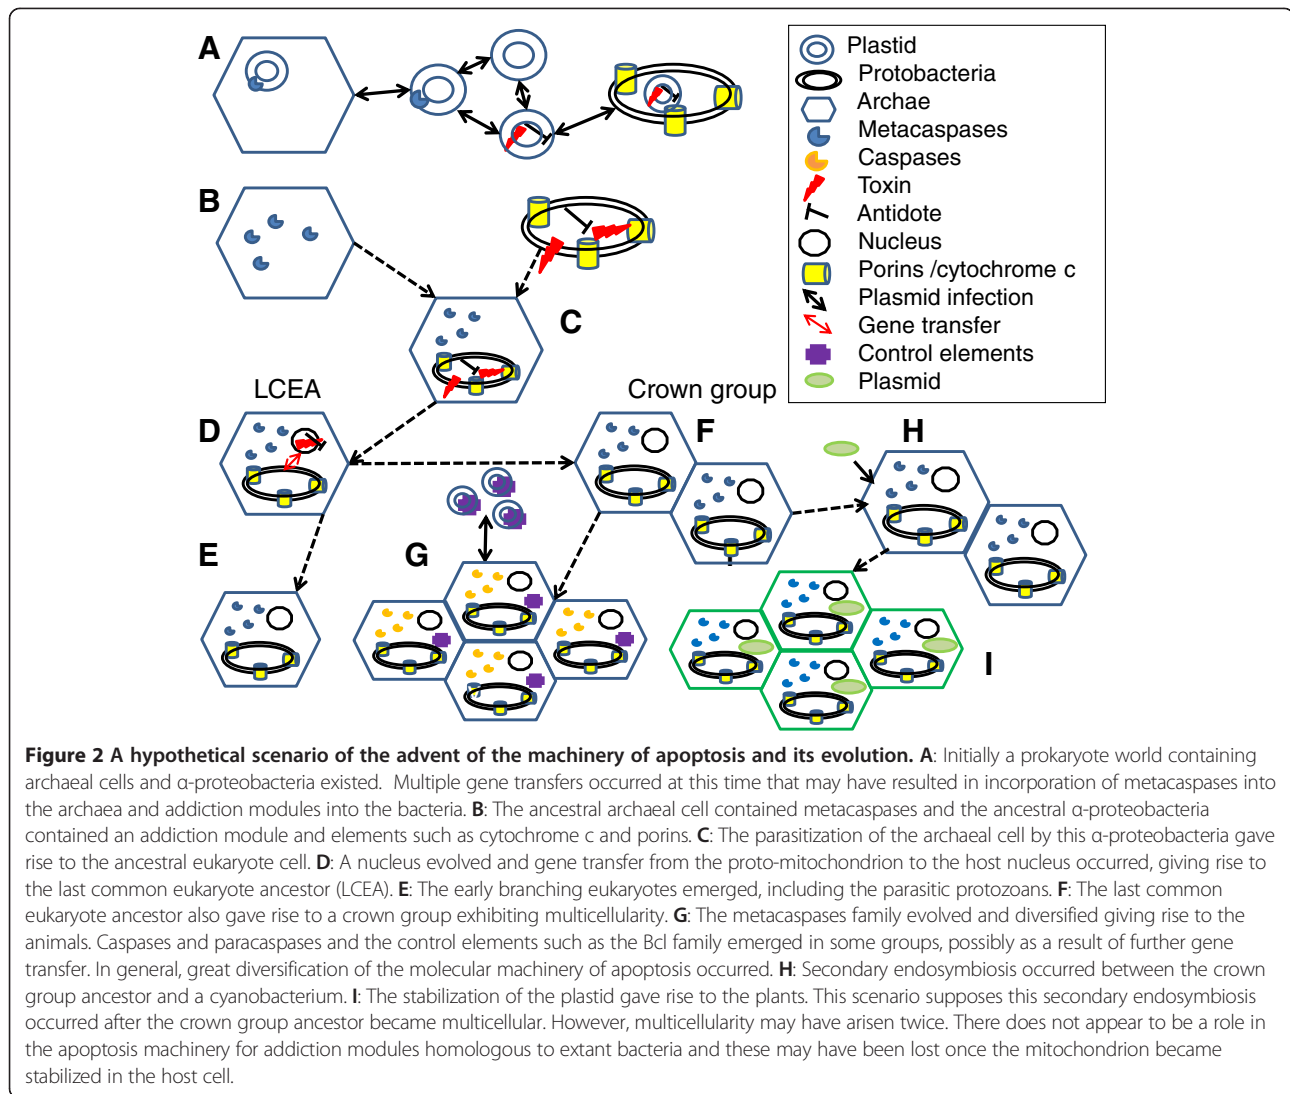 A
B
C
LCEA
Crown group
D
F
H
E
G
I
Plastid
Protobacteria
Archae
Metacaspases
Caspases
Toxin
Antidote
Nucleus
Porins /cytochrome c
Plasmid infection
Gene transfer
Control elements
Plasmid
Figure 2 A hypothetical scenario of the advent of the machinery of apoptosis and its evolution. A: Initially a prokaryote world containing
archaeal cells and α-proteobacteria existed. Multiple gene transfers occurred at this time that may have resulted in incorporation of metacaspases into
the archaea and addiction modules into the bacteria. B: The ancestral archaeal cell contained metacaspases and the ancestral α-proteobacteria
contained an addiction module and elements such as cytochrome c and porins. C: The parasitization of the archaeal cell by this α-proteobacteria gave
rise to the ancestral eukaryote cell. D: A nucleus evolved and gene transfer from the proto-mitochondrion to the host nucleus occurred, giving rise to
the last common eukaryote ancestor (LCEA). E: The early branching eukaryotes emerged, including the parasitic protozoans. F: The last common
eukaryote ancestor also gave rise to a crown group exhibiting multicellularity. G: The metacaspases family evolved and diversified giving rise to the
animals. Caspases and paracaspases and the control elements such as the Bcl family emerged in some groups, possibly as a result of further gene
transfer. In general, great diversification of the molecular machinery of apoptosis occurred. H: Secondary endosymbiosis occurred between the crown
group ancestor and a cyanobacterium. I: The stabilization of the plastid gave rise to the plants. This scenario supposes this secondary endosymbiosis
occurred after the crown group ancestor became multicellular. However, multicellularity may have arisen twice. There does not appear to be a role in
the apoptosis machinery for addiction modules homologous to extant bacteria and these may have been lost once the mitochondrion became
stabilized in the host cell.